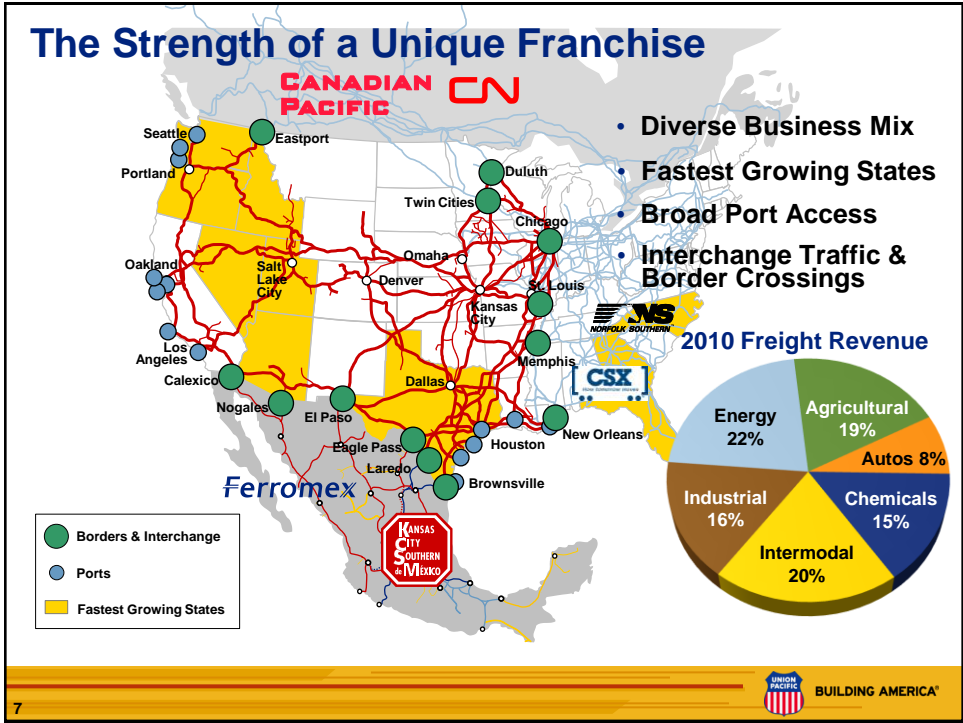 The Strength of a Unique Franchise
CANADIAN
PACIFIC
CN
• Diverse Business Mix
• Fastest Growing States
• Broad Port Access
• Interchange Traffic &
Border Crossings
Seattle
Eastport
Portland
Duluth
Twin Cities
Chicago
Oakland
Salt
Lake
City
Omaha
Denver
St. Louis
Kansas
City
NS
NORFOLK SOUTHERN
Los
Angeles
Memphis
CSX
Calexico
Dallas
Nogales
El Paso
New Orleans
Eagle Pass
Houston
Laredo
Brownsville
Ferromex
KANSAS
CITY
SOUTHERN
de MÉXICO
Borders & Interchange
Ports
Fastest Growing States
2010 Freight Revenue
Energy
22%
Agricultural
19%
Autos 8%
Industrial
16%
Chemicals
15%
Intermodal
20%
UNION
PACIFIC
BUILDING AMERICA®
7